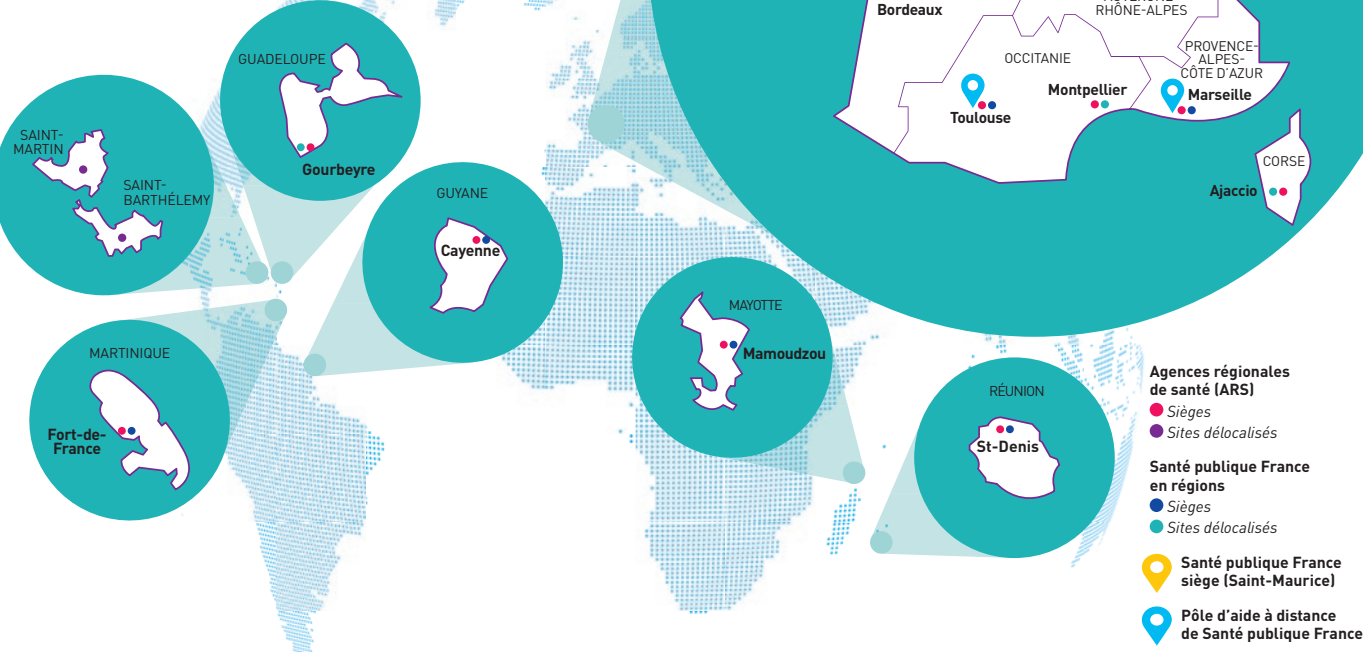 Bordeaux
RHÔNE-ALPES
GUADELOUPE
OCCITANIE
PROVENCE-
ALPES-
CÔTE D'AZUR
Montpellier
Marseille
Toulouse
SAINT-
MARTIN
Gourbeyre
CORSE
SAINT-
BARTHÉLEMY
GUYANE
Ajaccio
Cayenne
MAYOTTE
Mamoudzou
MARTINIQUE
Fort-de-
France
RÉUNION
St-Denis
Agences régionales
de santé (ARS)
Sièges
Sites délocalisés
Santé publique France
en régions
Sièges
Sites délocalisés
Santé publique France
siège (Saint-Maurice)
Pôle d'aide à distance
de Santé publique France